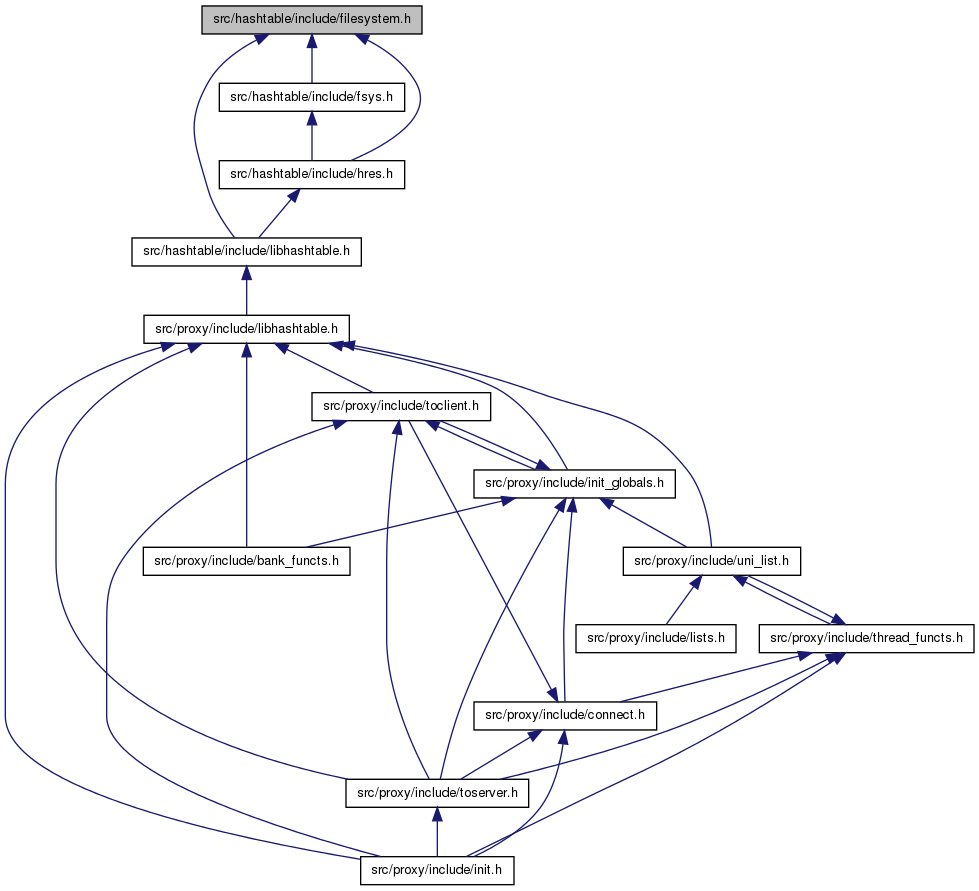 src/hashtable/include/filesystem.h
src/hashtable/include/fsys.h
src/hashtable/include/hres.h
src/hashtable/include/libhashtable.h
src/proxy/include/libhashtable.h
src/proxy/include/toclient.h
src/proxy/include/init_globals.h
src/proxy/include/bank_functs.h
src/proxy/include/uni_list.h
src/proxy/include/lists.h
src/proxy/include/thread_functs.h
src/proxy/include/connect.h
src/proxy/include/toserver.h
src/proxy/include/init.h